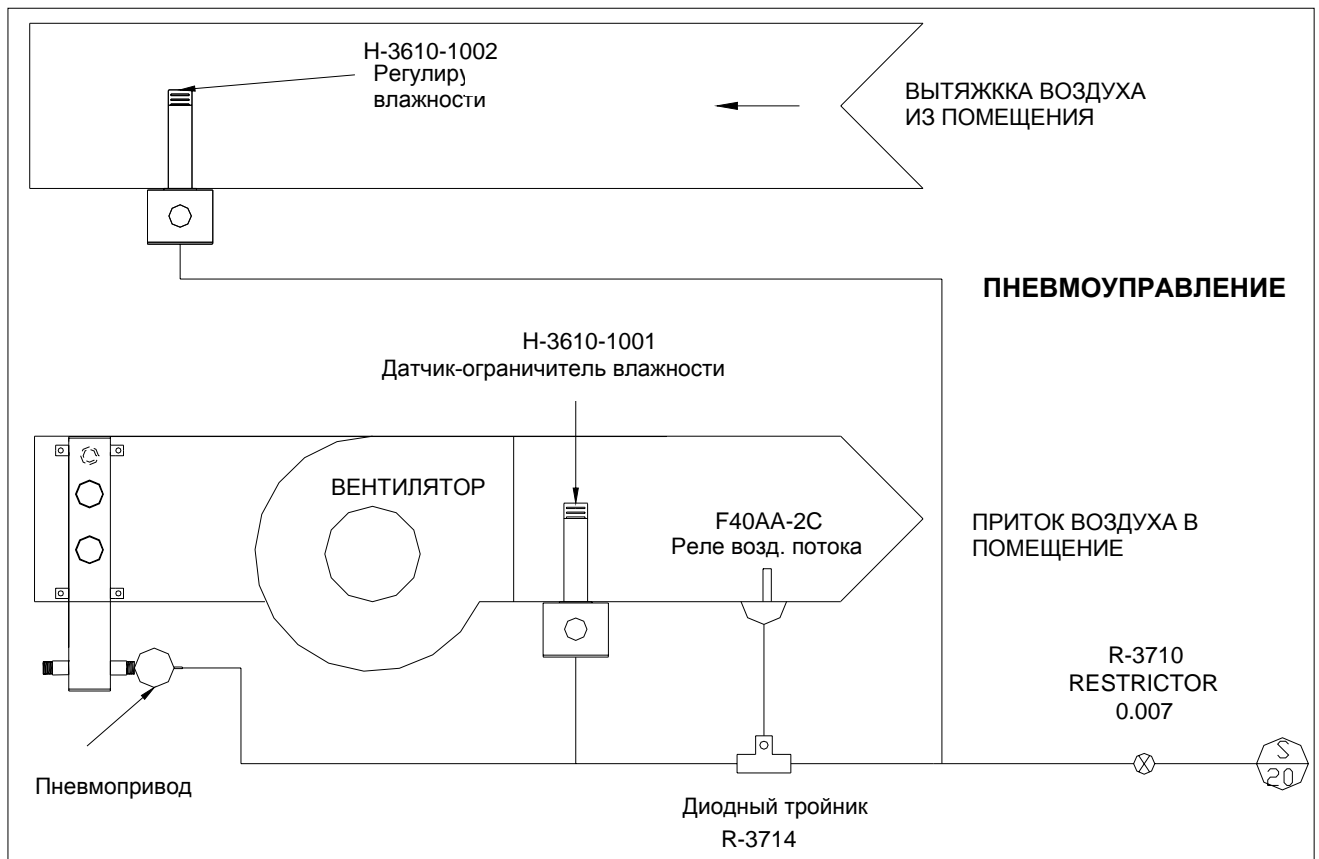 H-3610-1002
влажности
ВЫТЯЖККА ВОЗДУХА
ИЗ ПОМЕЩЕНИЯ
ПНЕВМОУПРАВЛЕНИЕ
H-3610-1001
Датчик-ограничитель влажности
ВЕНТИЛЯТОР
F40AA-2C
Реле возд. потока
ПРИТОК ВОЗДУХА В
ПОМЕЩЕНИЕ
R-3710
RESTRICTOR
0.007
S
20
Пневмопривод
Диодный тройник
R-3714